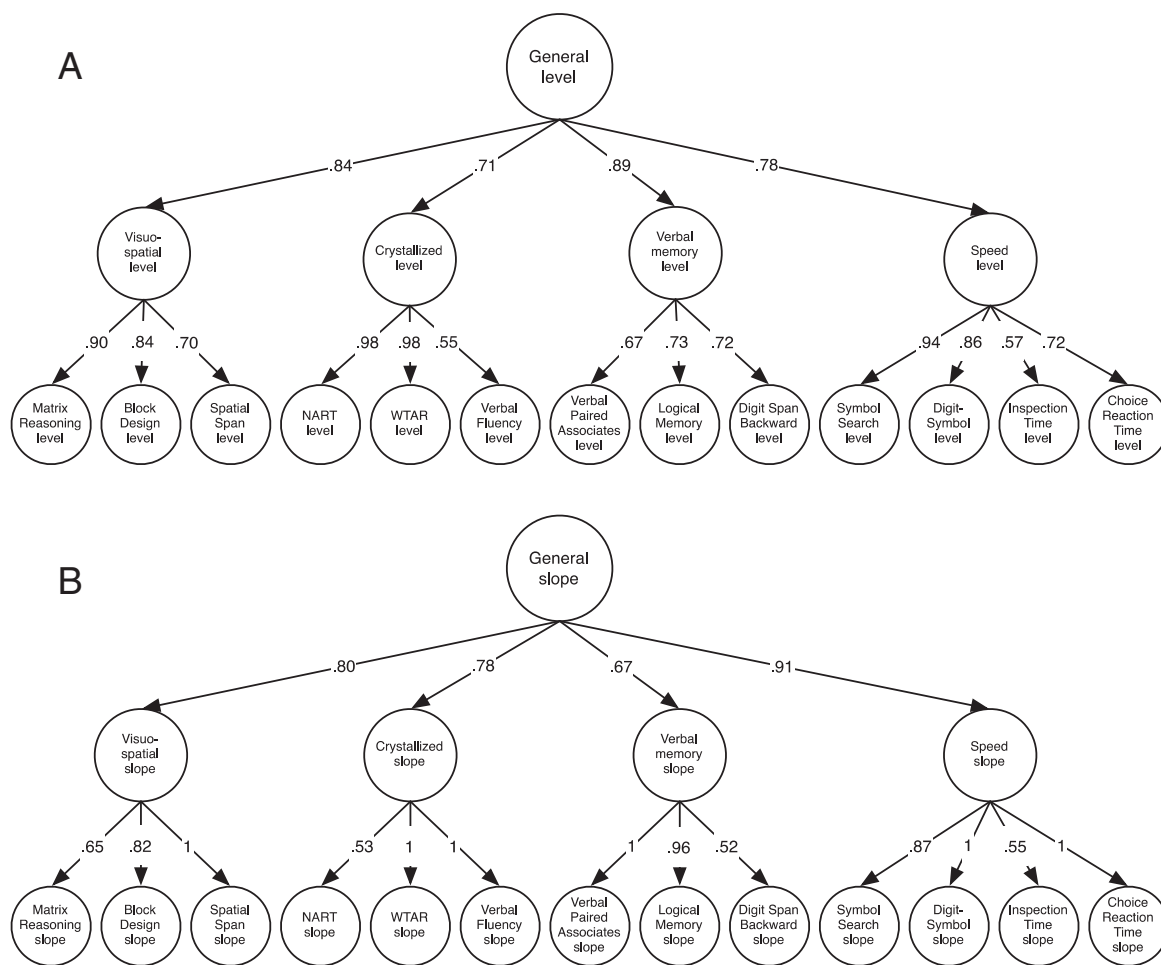 A
General
level
.84
.71
.89
.78
Visuo-
spatial
level
Crystallized
level
Verbal
memory
level
Speed
level
.90
.84
.70
.98
.98
.55
.67
.73
.72
.94
.86
.57
.72
Matrix
Reasoning
level
Block
Design
level
Spatial
Span
level
NART
level
WTAR
level
Verbal
Fluency
level
Verbal
Paired
Associates
level
Logical
Memory
level
Digit Span
Backward
level
Symbol
Search
level
Digit-
Symbol
level
Inspection
Time
level
Choice
Reaction
Time
level
B
General
slope
.80
.78
.67
.91
Visuo-
spatial
slope
Crystallized
slope
Verbal
memory
slope
Speed
slope
.65
.82
1
.53
1
1
1
.96
.52
.87
1
.55
1
Matrix
Reasoning
slope
Block
Design
slope
Spatial
Span
slope
NART
slope
WTAR
slope
Verbal
Fluency
slope
Verbal
Paired
Associates
slope
Logical
Memory
slope
Digit Span
Backward
slope
Symbol
Search
slope
Digit-
Symbol
slope
Inspection
Time
slope
Choice
Reaction
Time
slope